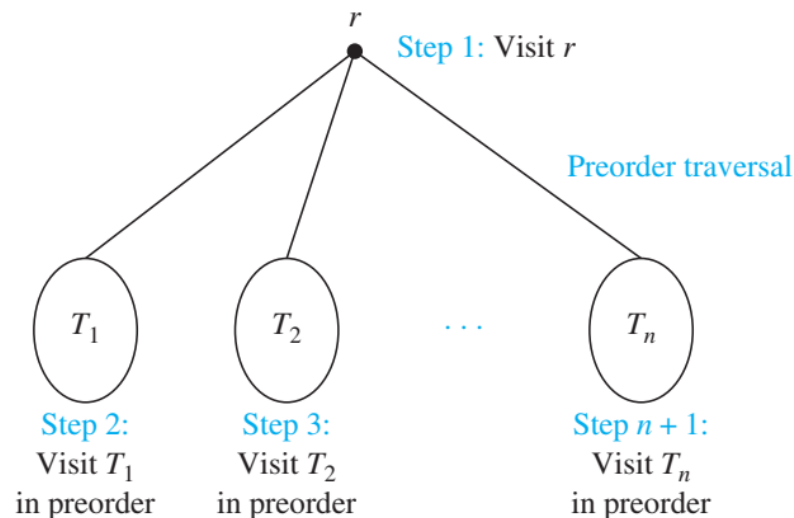 r
Step 1: Visit r
Preorder traversal
T₁
T₂
. . .
Tₙ
Step 2:
Visit T₁
in preorder
Step 3:
Visit T₂
in preorder
Step n + 1:
Visit Tₙ
in preorder